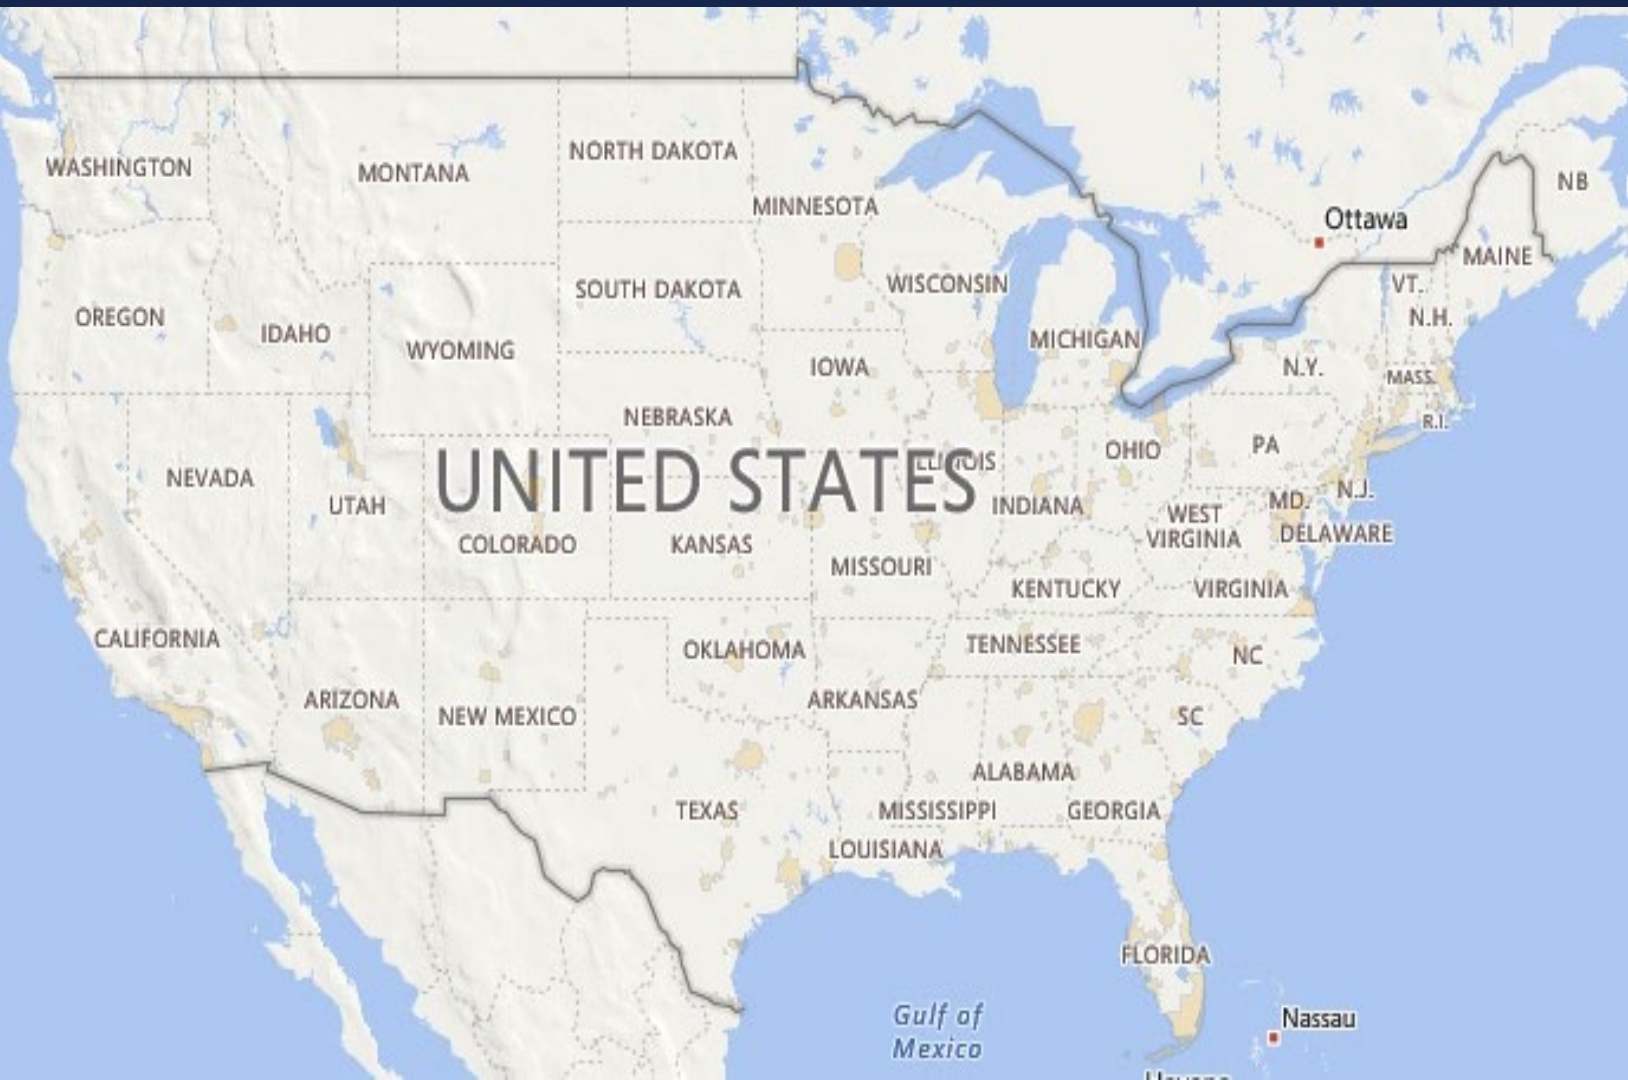 WASHINGTON
MONTANA
NORTH DAKOTA
MINNESOTA
NB
Ottawa
MAINE
VT.
N.H.
OREGON
IDAHO
WYOMING
SOUTH DAKOTA
WISCONSIN
MICHIGAN
N.Y.
MASS.
R.I.
IOWA
NEBRASKA
NEVADA
UTAH
UNITED STATES
ILLINOIS
INDIANA
OHIO
PA
N.J.
MD.
DELAWARE
WEST
VIRGINIA
COLORADO
KANSAS
MISSOURI
KENTUCKY
VIRGINIA
CALIFORNIA
OKLAHOMA
TENNESSEE
NC
ARIZONA
NEW MEXICO
ARKANSAS
SC
ALABAMA
TEXAS
MISSISSIPPI
GEORGIA
LOUISIANA
FLORIDA
Gulf of
Mexico
Nassau